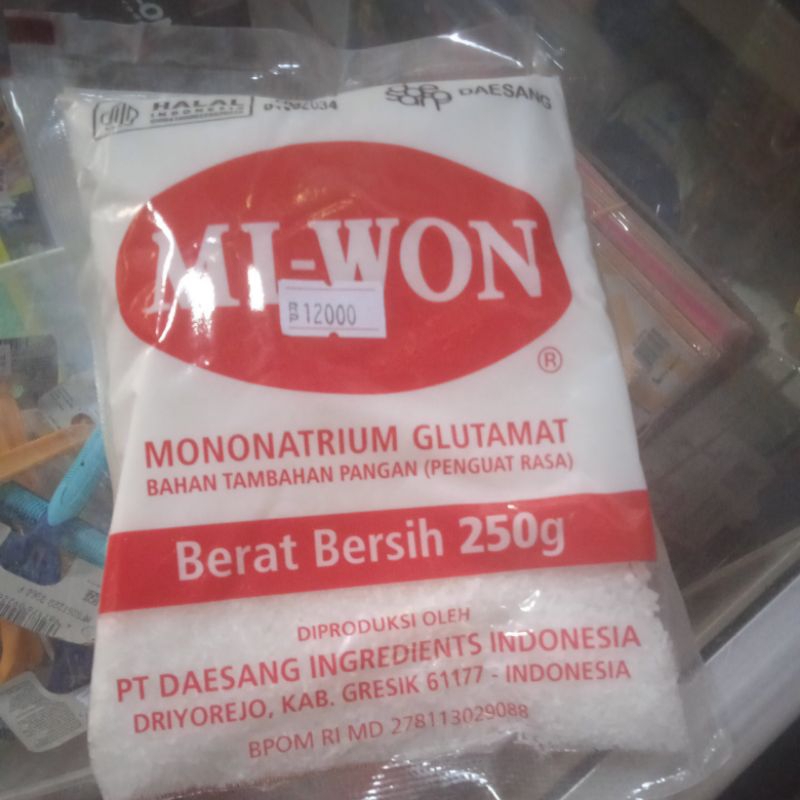 HALAL
INDONESIA
DAESANG
MI-WON
12000
®
MONONATRIUM GLUTAMAT
BAHAN TAMBAHAN PANGAN (PENGUAT RASA)
Berat Bersih 250g
DIPRODUKSI OLEH
PT DAESANG INGREDIENTS INDONESIA
DRIYOREJO, KAB. GRESIK 61177 - INDONESIA
BPOM RI MD 278113029088